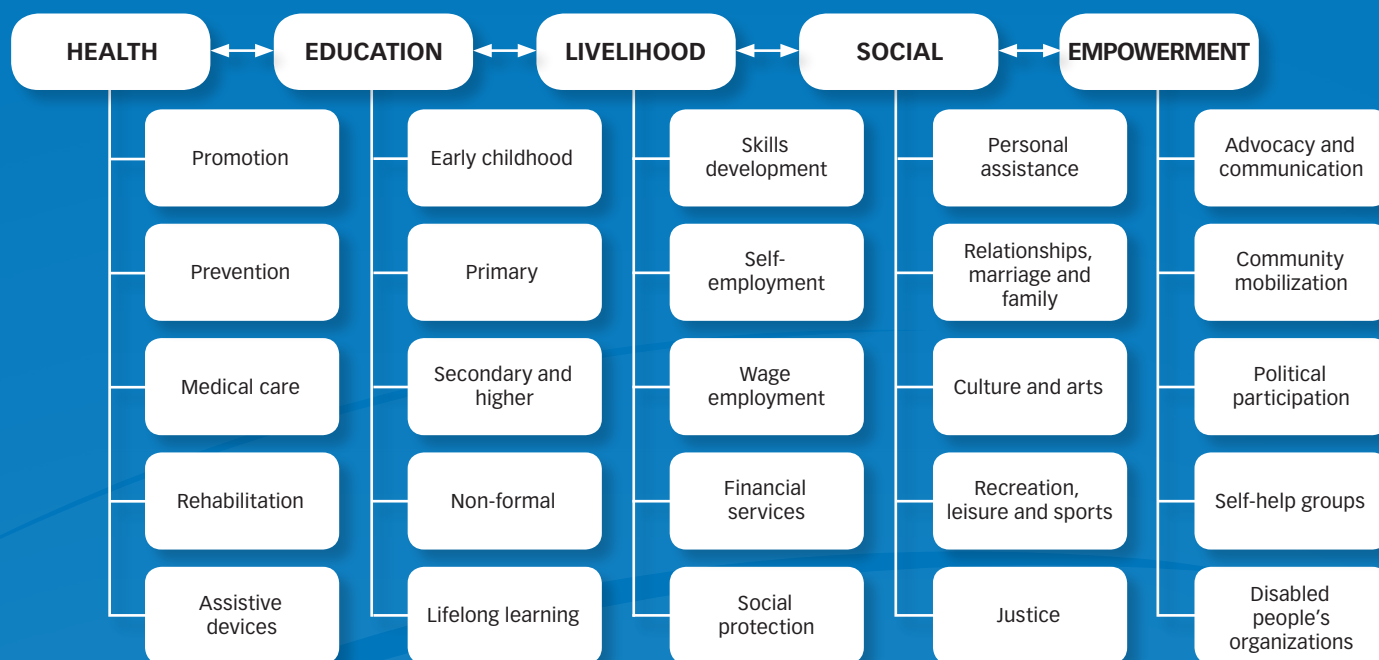 HEALTH
EDUCATION
LIVELIHOOD
SOCIAL
EMPOWERMENT
Promotion
Prevention
Medical care
Rehabilitation
Assistive
devices
Early childhood
Primary
Secondary and
higher
Non-formal
Lifelong learning
Skills
development
Self-
employment
Wage
employment
Financial
services
Social
protection
Personal
assistance
Relationships,
marriage and
family
Culture and arts
Recreation,
leisure and sports
Justice
Advocacy and
communication
Community
mobilization
Political
participation
Self-help groups
Disabled
people's
organizations